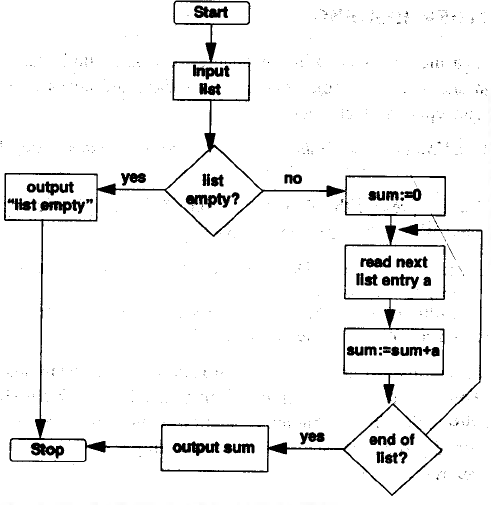 Start
input
list
list
empty?
yes
no
output
"list empty"
sum:=0
read next
list entry a
sum:=sum+a
end of
list?
yes
output sum
Stop